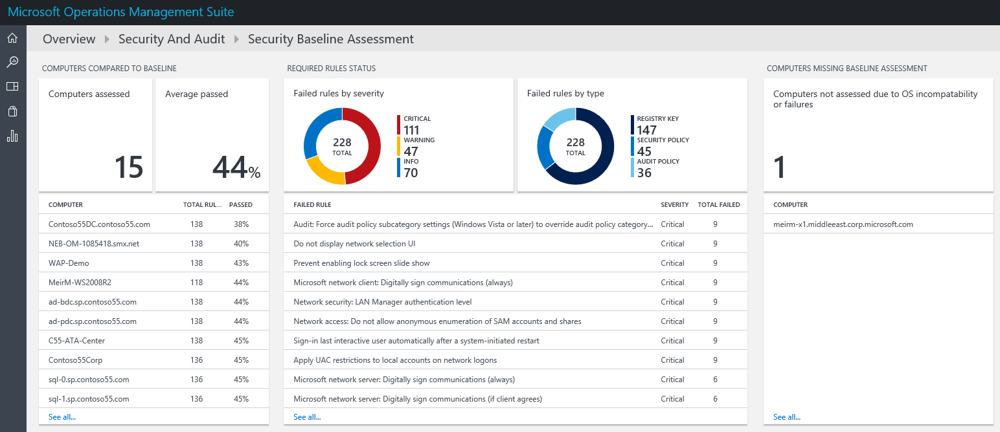 Microsoft Operations Management Suite
Overview Security And Audit Security Baseline Assessment
COMPUTERS COMPARED TO BASELINE
Computers assessed
15
Average passed
44%
COMPUTER TOTAL RUL... PASSED
Contoso55DC.contoso55.com 138 38%
NEB-OM-1085418.smx.net 138 40%
WAP-Demo 138 43%
MeirM-WS2008R2 118 44%
ad-bdc.sp.contoso55.com 138 44%
ad-pdc.sp.contoso55.com 138 44%
C55-ATA-Center 138 45%
Contoso55Corp 136 45%
sql-0.sp.contoso55.com 136 45%
sql-1.sp.contoso55.com 136 45%
See all...
REQUIRED RULES STATUS
Failed rules by severity
228
TOTAL
CRITICAL
111
WARNING
47
INFO
70
Failed rules by type
228
TOTAL
REGISTRY KEY
147
SECURITY POLICY
45
AUDIT POLICY
36
FAILED RULE SEVERITY TOTAL FAILED
Audit: Force audit policy subcategory settings (Windows Vista or later) to override audit policy category... Critical 9
Do not display network selection UI Critical 9
Prevent enabling lock screen slide show Critical 9
Microsoft network client: Digitally sign communications (always) Critical 9
Network security: LAN Manager authentication level Critical 9
Network access: Do not allow anonymous enumeration of SAM accounts and shares Critical 9
Sign-in last interactive user automatically after a system-initiated restart Critical 9
Apply UAC restrictions to local accounts on network logons Critical 9
Microsoft network server: Digitally sign communications (always) Critical 6
Microsoft network server: Digitally sign communications (if client agrees) Critical 6
See all...
COMPUTERS MISSING BASELINE ASSESSMENT
Computers not assessed due to OS incompatability
or failures
1
COMPUTER
meirm-x1.middleeast.corp.microsoft.com
See all...